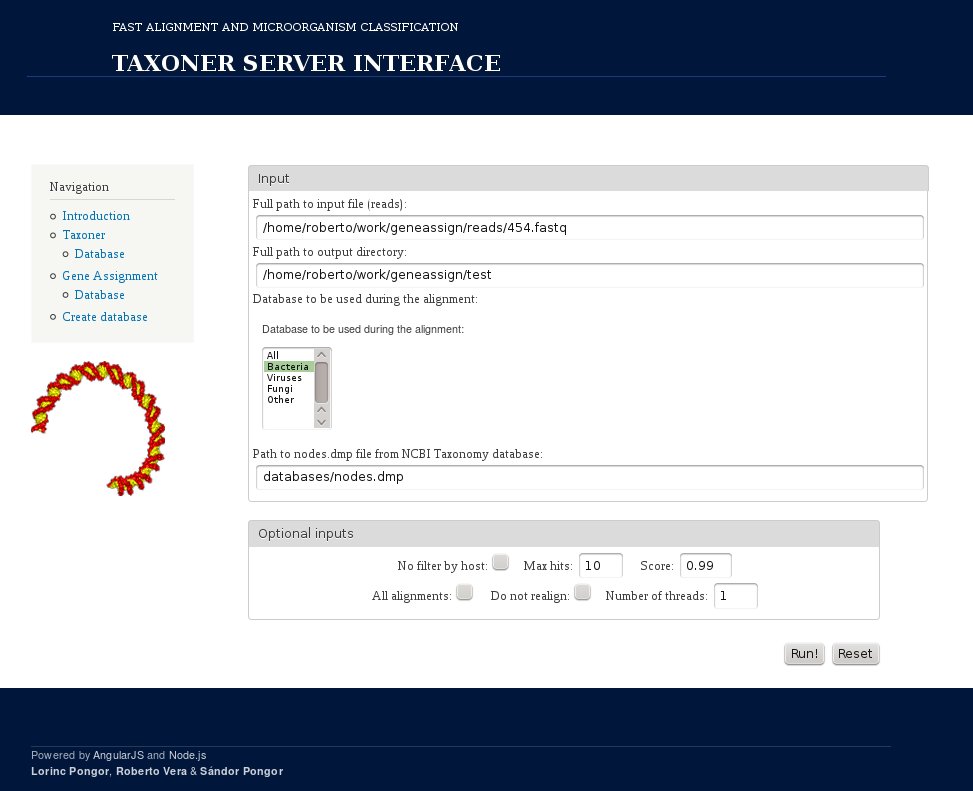 FAST ALIGNMENT AND MICROORGANISM CLASSIFICATION
TAXONER SERVER INTERFACE
Navigation
Introduction
Taxoner
Database
Gene Assignment
Database
Create database
Input
Full path to input file (reads):
/home/roberto/work/geneassign/reads/454.fastq
Full path to output directory:
/home/roberto/work/geneassign/test
Database to be used during the alignment:
Database to be used during the alignment:
All
Bacteria
Viruses
Fungi
Other
Path to nodes.dmp file from NCBI Taxonomy database:
databases/nodes.dmp
Optional inputs
No filter by host: Max hits: 10 Score: 0.99
All alignments: Do not realign: Number of threads: 1
Run! Reset
Powered by AngularJS and Node.js
Lorinc Pongor, Roberto Vera & Sándor Pongor